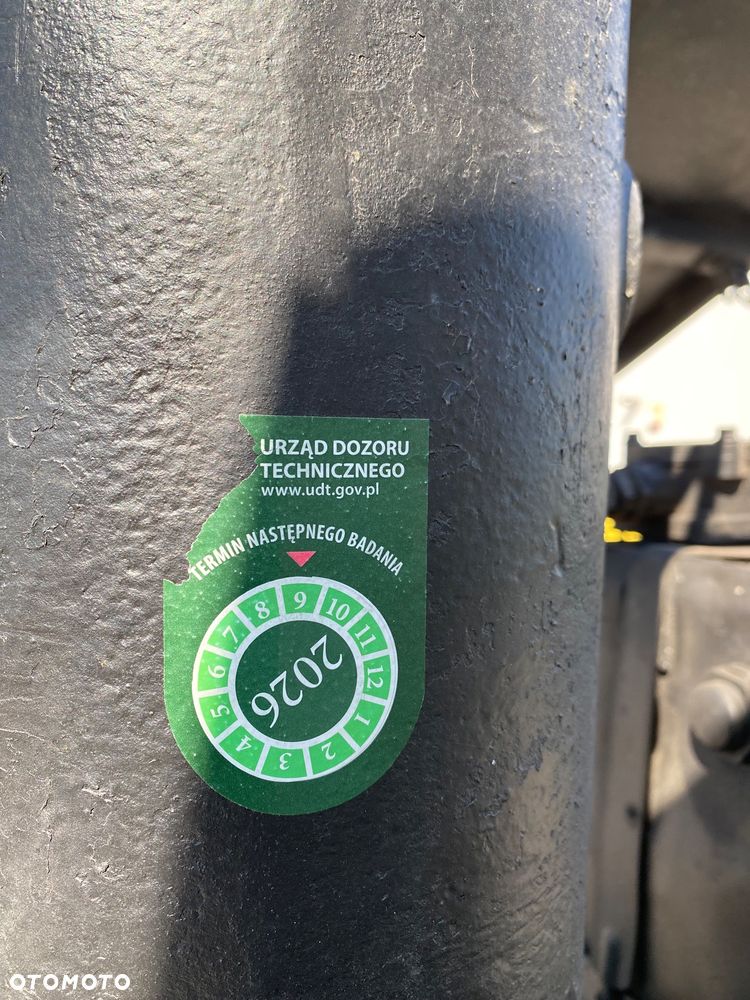 URZĄD DOZORU
TECHNICZNEGO
www.udt.gov.pl
TERMIN NASTĘPNEGO BADANIA
1 2 3 4 5 6 7 8 9 10 11 12
2026
OTOMOTO